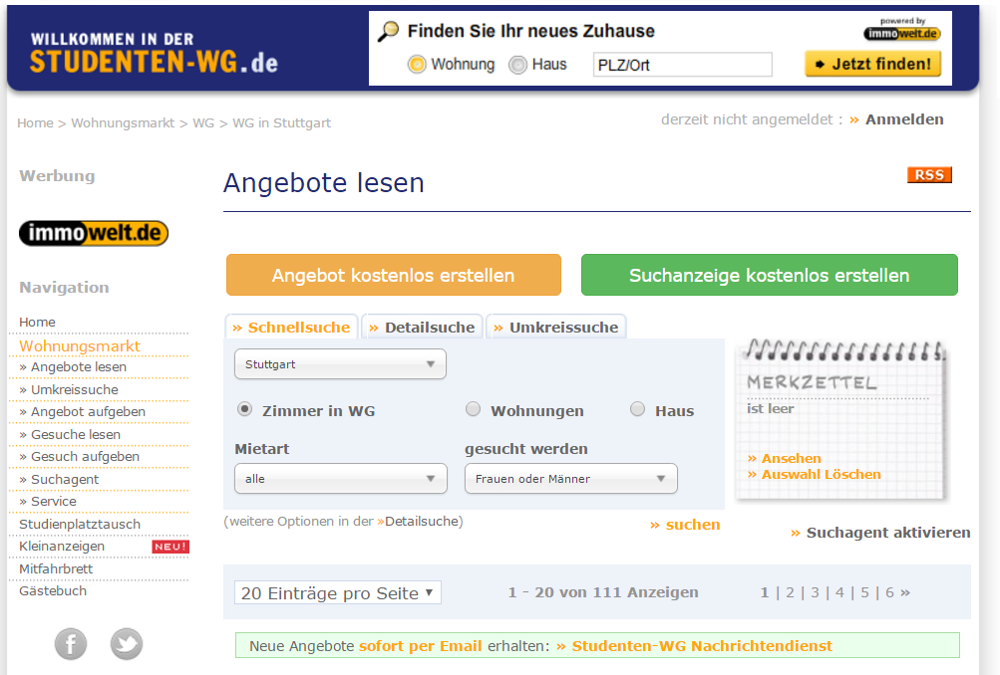 WILLKOMMEN IN DER
STUDENTEN-WG.de
Finden Sie Ihr neues Zuhause
powered by
immowelt.de
Wohnung Haus PLZ/Ort Jetzt finden!
Home > Wohnungsmarkt > WG > WG in Stuttgart
derzeit nicht angemeldet : » Anmelden
Werbung
immowelt.de
Navigation
Home
Wohnungsmarkt
» Angebote lesen
» Umkreissuche
» Angebot aufgeben
» Gesuche lesen
» Gesuch aufgeben
» Suchagent
» Service
Studienplatztausch
Kleinanzeigen NEU!
Mitfahrbrett
Gästebuch
f
Angebote lesen
RSS
Angebot kostenlos erstellen
Suchanzeige kostenlos erstellen
» Schnellsuche » Detailsuche » Umkreissuche
Stuttgart
Zimmer in WG Wohnungen Haus
Mietart gesucht werden
alle Frauen oder Männer
(weitere Optionen in der »Detailsuche)
» suchen
MERKZETTEL
ist leer
» Ansehen
» Auswahl Löschen
» Suchagent aktivieren
20 Einträge pro Seite 1 - 20 von 111 Anzeigen 1 | 2 | 3 | 4 | 5 | 6 »
Neue Angebote sofort per Email erhalten: » Studenten-WG Nachrichtendienst